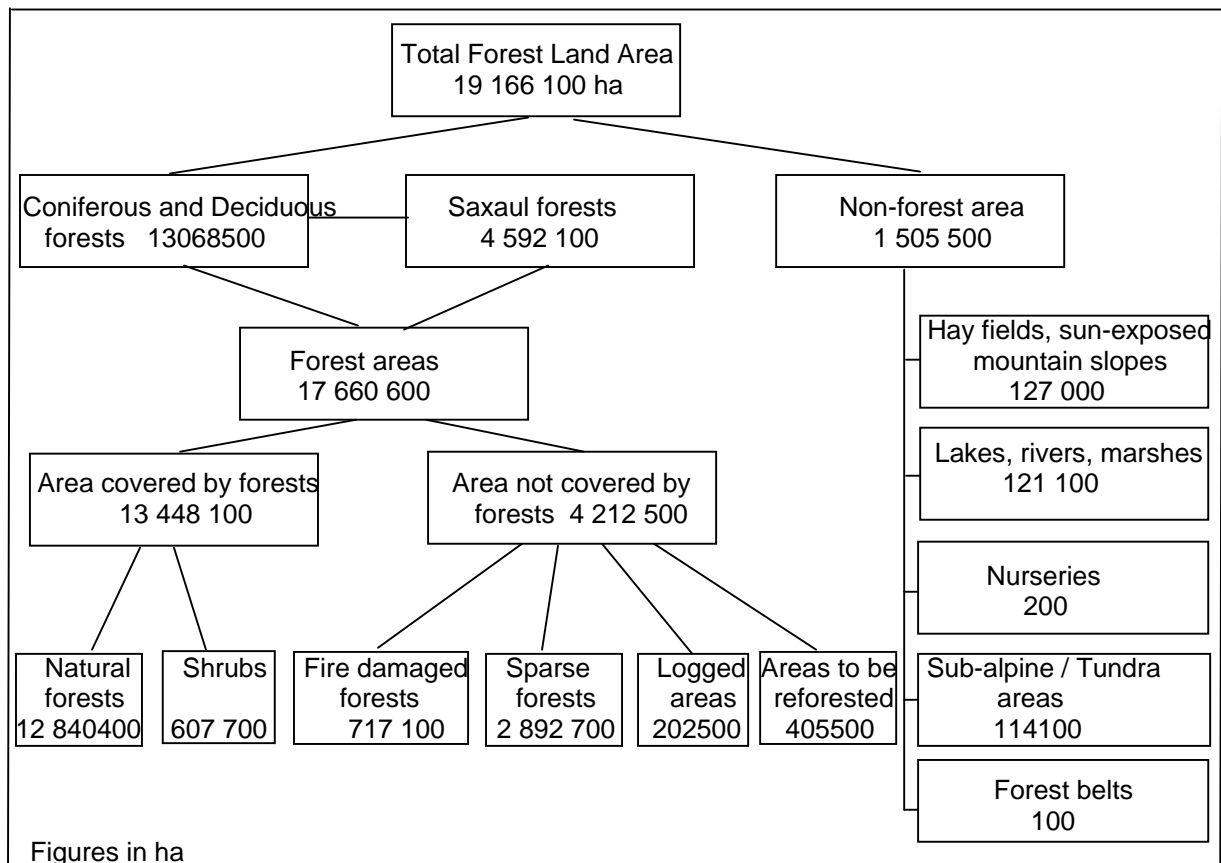 Total Forest Land Area
19 166 100 ha
Coniferous and Deciduous
forests 13068500
Saxaul forests
4 592 100
Non-forest area
1 505 500
Forest areas
17 660 600
Area covered by forests
13 448 100
Area not covered by
forests 4 212 500
Natural
forests
12 840400
Shrubs
607 700
Fire damaged
forests
717 100
Sparse
forests
2 892 700
Logged
areas
202500
Areas to be
reforested
405500
Hay fields, sun-exposed
mountain slopes
127 000
Lakes, rivers, marshes
121 100
Nurseries
200
Sub-alpine / Tundra
areas
114100
Forest belts
100
Figures in ha